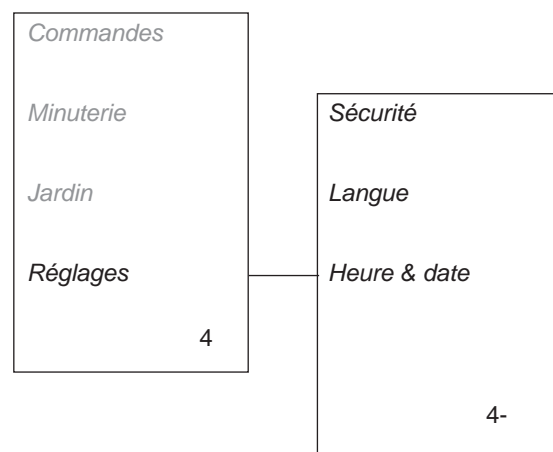 Commandes
Minuterie
Jardin
Réglages
4
Sécurité
Langue
Heure & date
4-